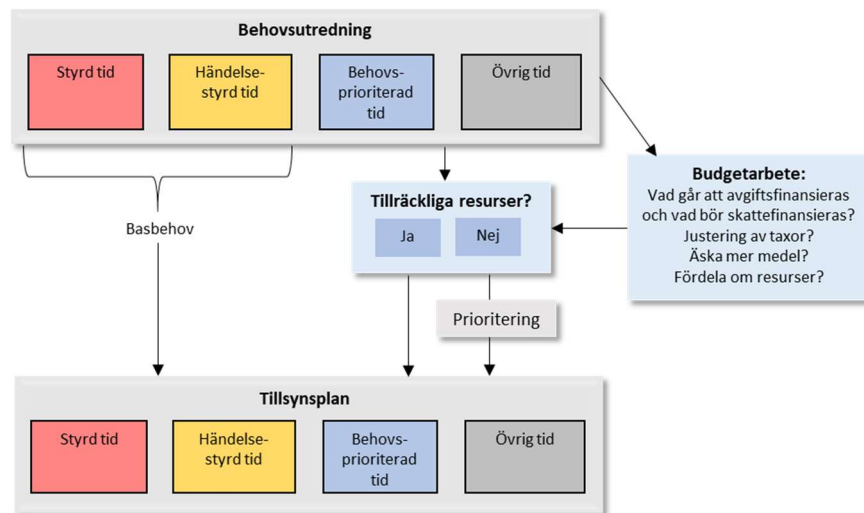 Behovsutredning
Styrd tid
Händelse-
styrd tid
Behovs-
prioriterad
tid
Övrig tid
Basbehov
Tillräckliga resurser?
Ja
Nej
Prioritering
Budgetarbete:
Vad går att avgiftsfinansieras
och vad bör skattefinansieras?
Justering av taxor?
Äska mer medel?
Fördela om resurser?
Tillsynsplan
Styrd tid
Händelse-
styrd tid
Behovs-
prioriterad
tid
Övrig tid